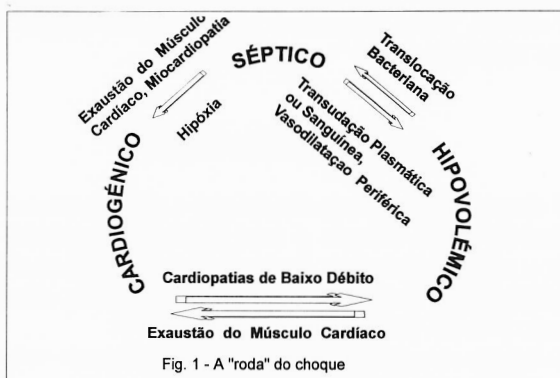 Exaustão do Músculo
Cardíaco, Miocardiopatia
Hipóxia
SÉPTICO
Translocação
Bacteriana
Transudação Plasmática
ou Sanguínea,
Vasodilatação Periférica
CARDIOGÉNICO
HIPOVOLÉMICO
Cardiopatias de Baixo Débito
Exaustão do Músculo Cardíaco
Fig. 1 - A "roda" do choque